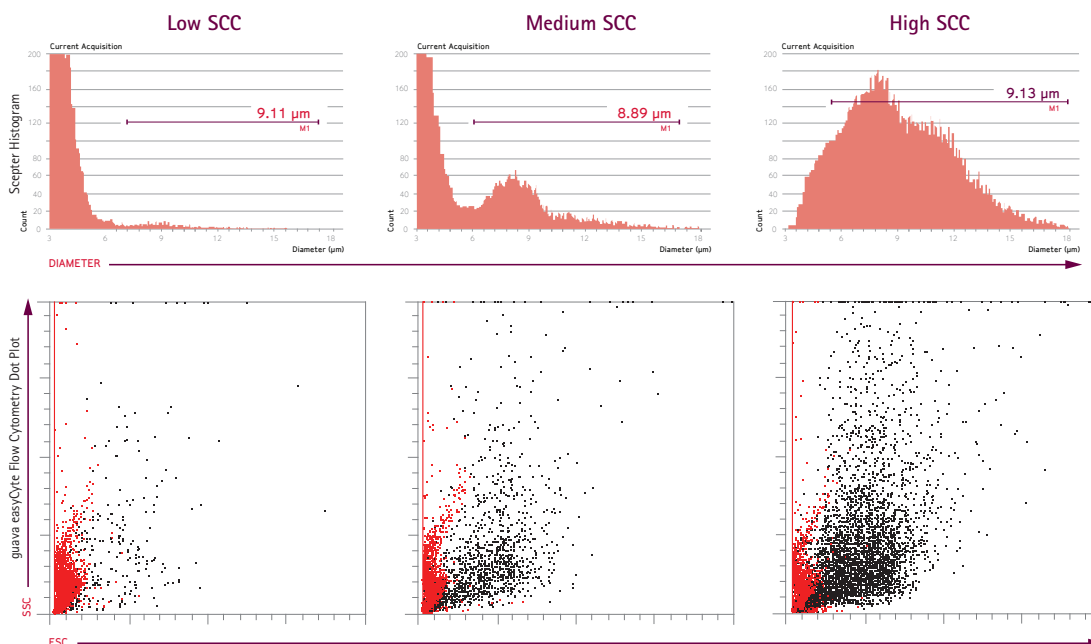 Low SCC
Medium SCC
High SCC
Scepter Histogram
Current Acquisition
200
160
120
80
60
40
20
0
Count
9.11 µm
M1
3
6
9
12
15
18
Diameter (µm)
Current Acquisition
200
160
120
80
60
40
20
0
Count
8.89 µm
M1
3
6
9
12
15
18
Diameter (µm)
Current Acquisition
200
160
120
80
60
40
20
0
Count
9.13 µm
M1
3
6
9
12
15
18
Diameter (µm)
DIAMETER
guava easyCyte Flow Cytometry Dot Plot
SSC
FSC